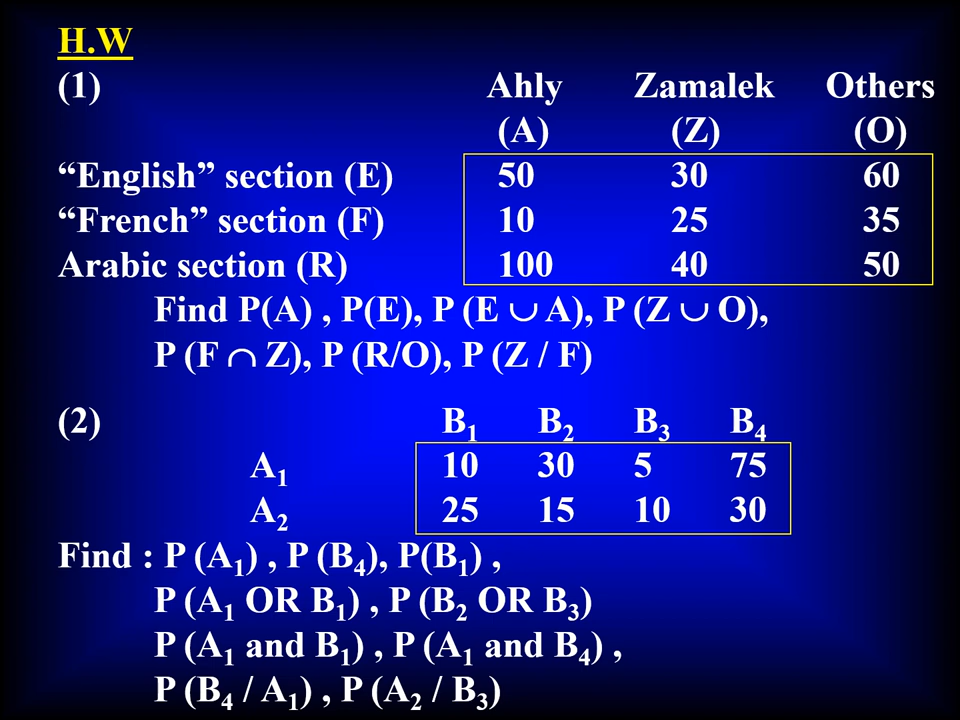 H.W
(1) Ahly Zamalek Others
(A) (Z) (O)
“English” section (E) 50 30 60
“French” section (F) 10 25 35
Arabic section (R) 100 40 50
Find P(A) , P(E), P (E ∪ A), P (Z ∪ O),
P (F ∩ Z), P (R/O), P (Z / F)
(2) B₁ B₂ B₃ B₄
A₁ 10 30 5 75
A₂ 25 15 10 30
Find : P (A₁) , P (B₄), P(B₁) ,
P (A₁ OR B₁) , P (B₂ OR B₃)
P (A₁ and B₁) , P (A₁ and B₄) ,
P (B₄ / A₁) , P (A₂ / B₃)